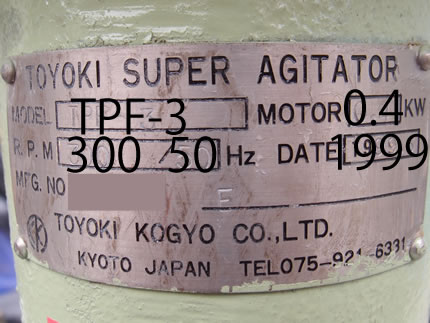 TOYOKI SUPER AGITATOR
MODEL TPF-3 MOTOR 0.4 KW
R.P.M 300 50 Hz DATE 1999
MFG. NO
E
TOYOKI KOGYO CO.,LTD.
KYOTO JAPAN TEL075-921-6331